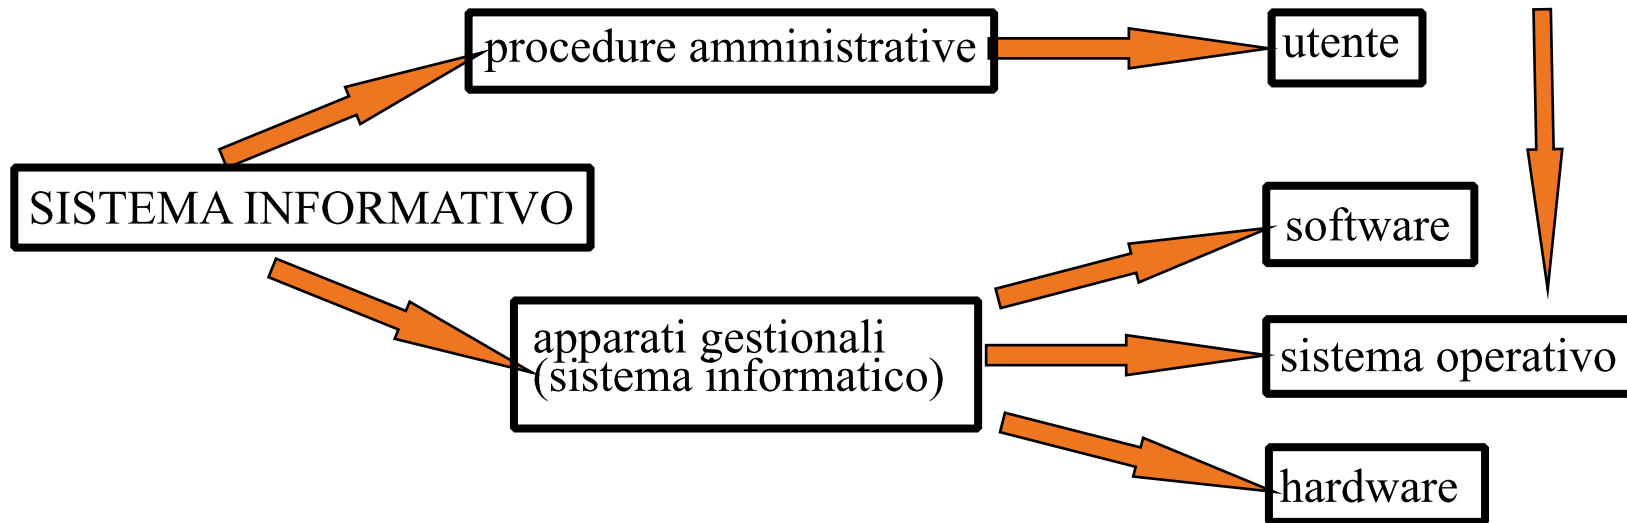 procedure amministrative
utente
SISTEMA INFORMATIVO
software
apparati gestionali
(sistema informatico)
sistema operativo
hardware